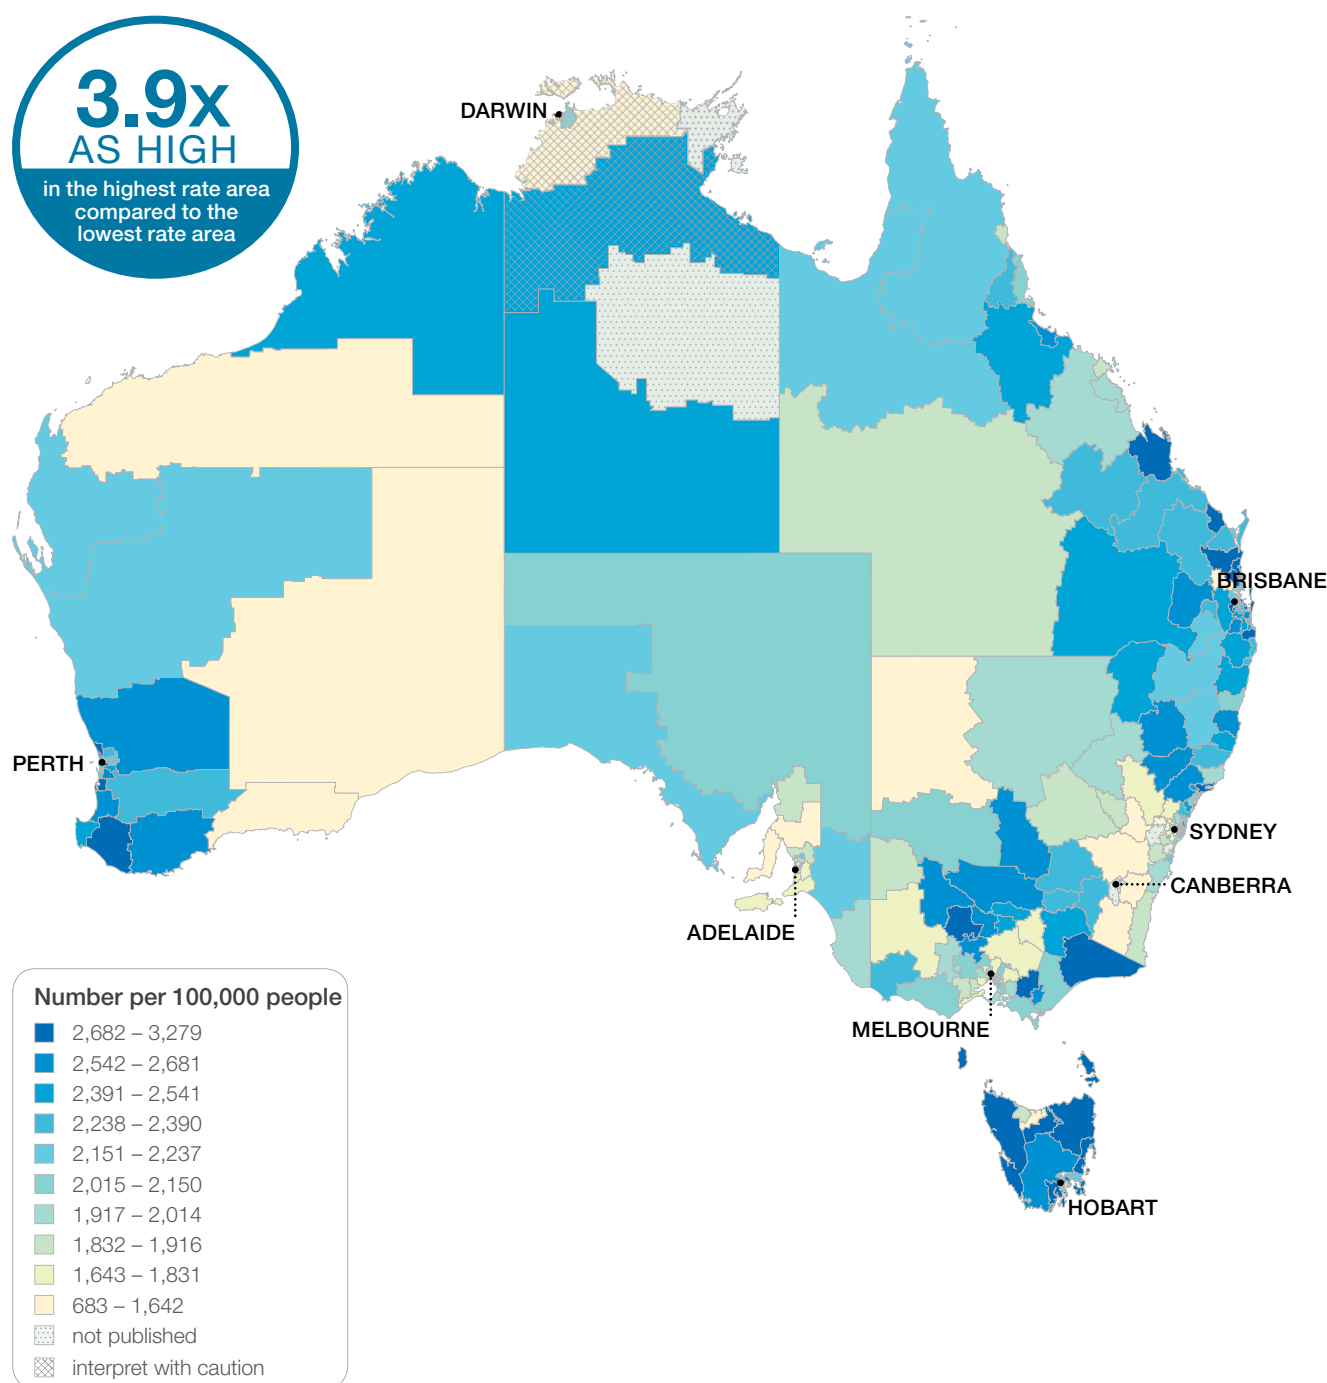 3.9x
AS HIGH
in the highest rate area
compared to the
lowest rate area
DARWIN
BRISBANE
PERTH
SYDNEY
CANBERRA
ADELAIDE
MELBOURNE
HOBART
Number per 100,000 people
2,682 – 3,279
2,542 – 2,681
2,391 – 2,541
2,238 – 2,390
2,151 – 2,237
2,015 – 2,150
1,917 – 2,014
1,832 – 1,916
1,643 – 1,831
683 – 1,642
not published
interpret with caution